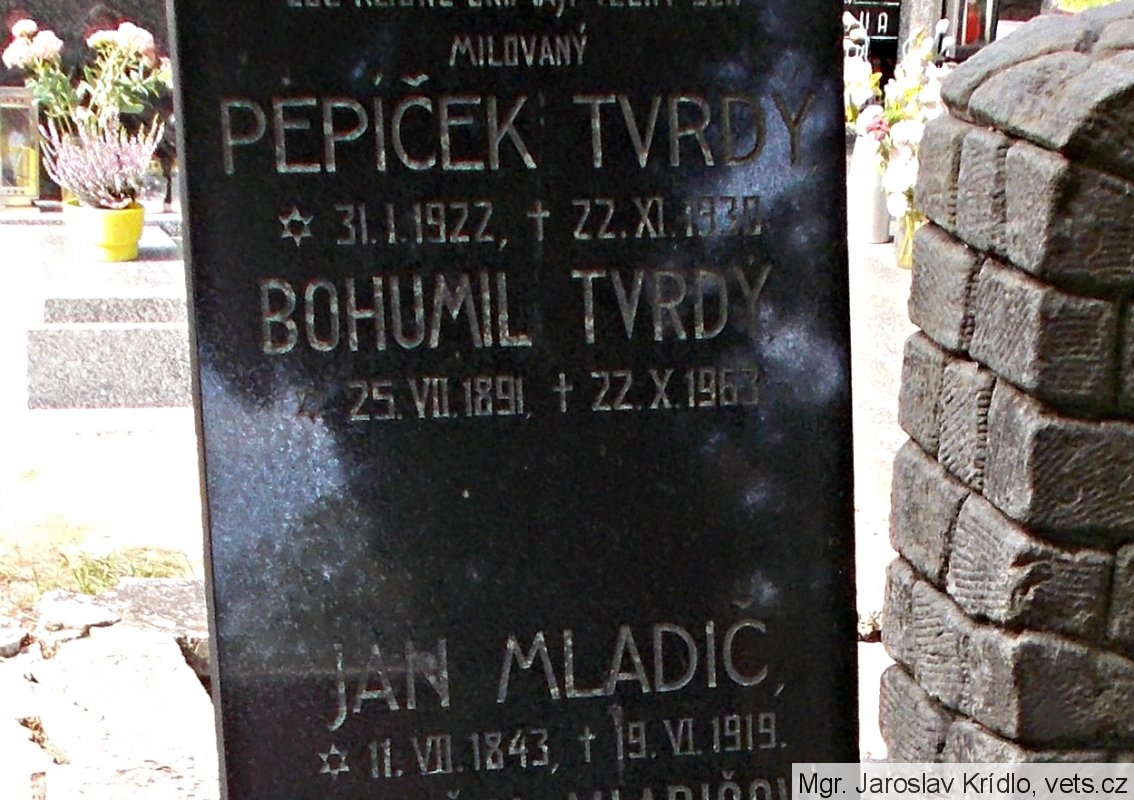 MILOVANÝ
PEPÍČEK TVRDÝ
✡ 31. I. 1922, † 22. XI. 1930
BOHUMIL TVRDÝ
25. VII. 1891, † 22. X. 1963
JAN MLADIČ,
✡ 11. VII. 1843, † 19. VI. 1919.
Mgr. Jaroslav Krídlo, vets.cz